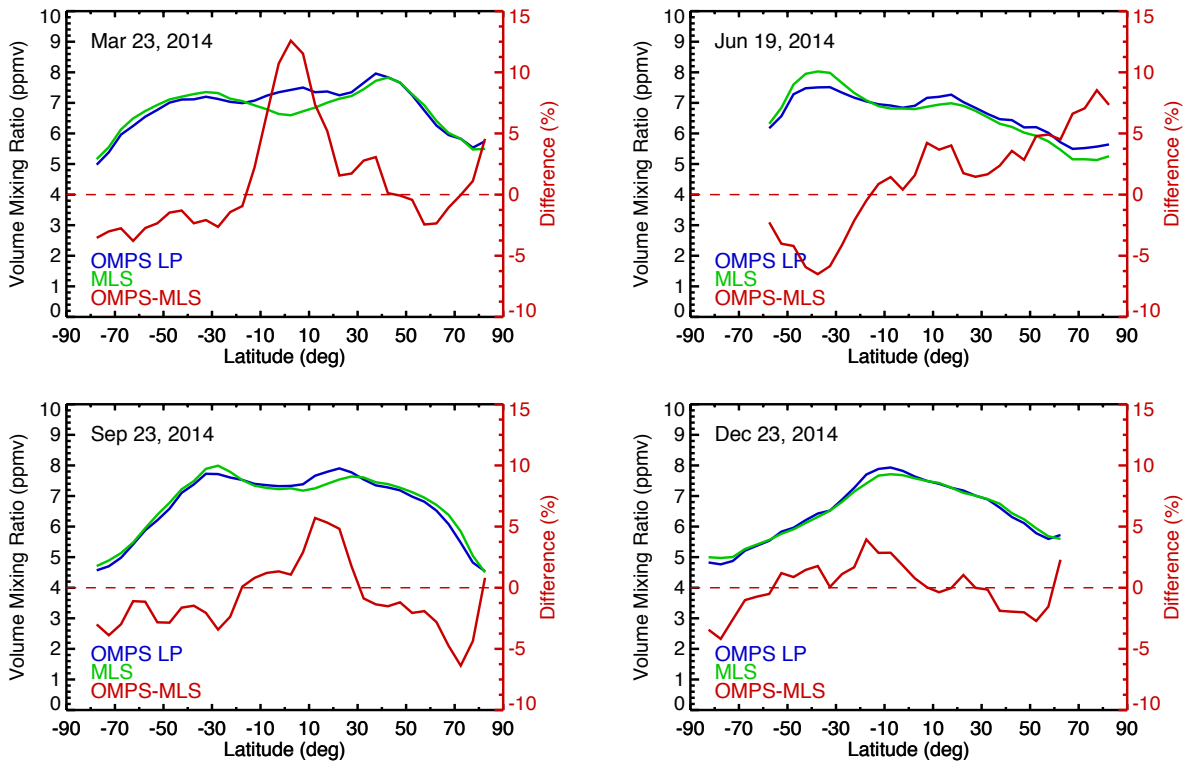 Mar 23, 2014
Volume Mixing Ratio (ppmv)
10
9
8
7
6
5
4
3
2
1
0
OMPS LP
MLS
OMPS-MLS
15
10
5
0
-5
-10
Difference (%)
-90 -70 -50 -30 -10 10 30 50 70 90
Latitude (deg)
Jun 19, 2014
Volume Mixing Ratio (ppmv)
10
9
8
7
6
5
4
3
2
1
0
OMPS LP
MLS
OMPS-MLS
15
10
5
0
-5
-10
Difference (%)
-90 -70 -50 -30 -10 10 30 50 70 90
Latitude (deg)
Sep 23, 2014
Volume Mixing Ratio (ppmv)
10
9
8
7
6
5
4
3
2
1
0
OMPS LP
MLS
OMPS-MLS
15
10
5
0
-5
-10
Difference (%)
-90 -70 -50 -30 -10 10 30 50 70 90
Latitude (deg)
Dec 23, 2014
Volume Mixing Ratio (ppmv)
10
9
8
7
6
5
4
3
2
1
0
OMPS LP
MLS
OMPS-MLS
15
10
5
0
-5
-10
Difference (%)
-90 -70 -50 -30 -10 10 30 50 70 90
Latitude (deg)